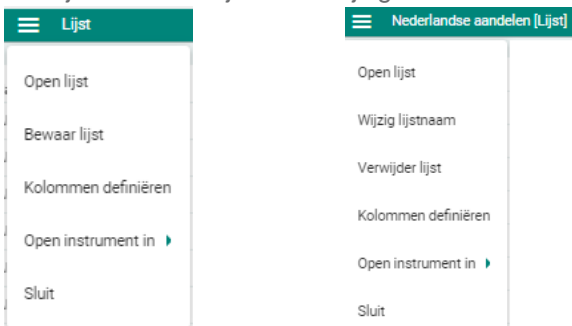 Lijst
Open lijst
Bewaar lijst
Kolommen definiëren
Open instrument in
Sluit
Nederlandse aandelen [Lijst]
Open lijst
Wijzig lijstnaam
Verwijder lijst
Kolommen definiëren
Open instrument in
Sluit